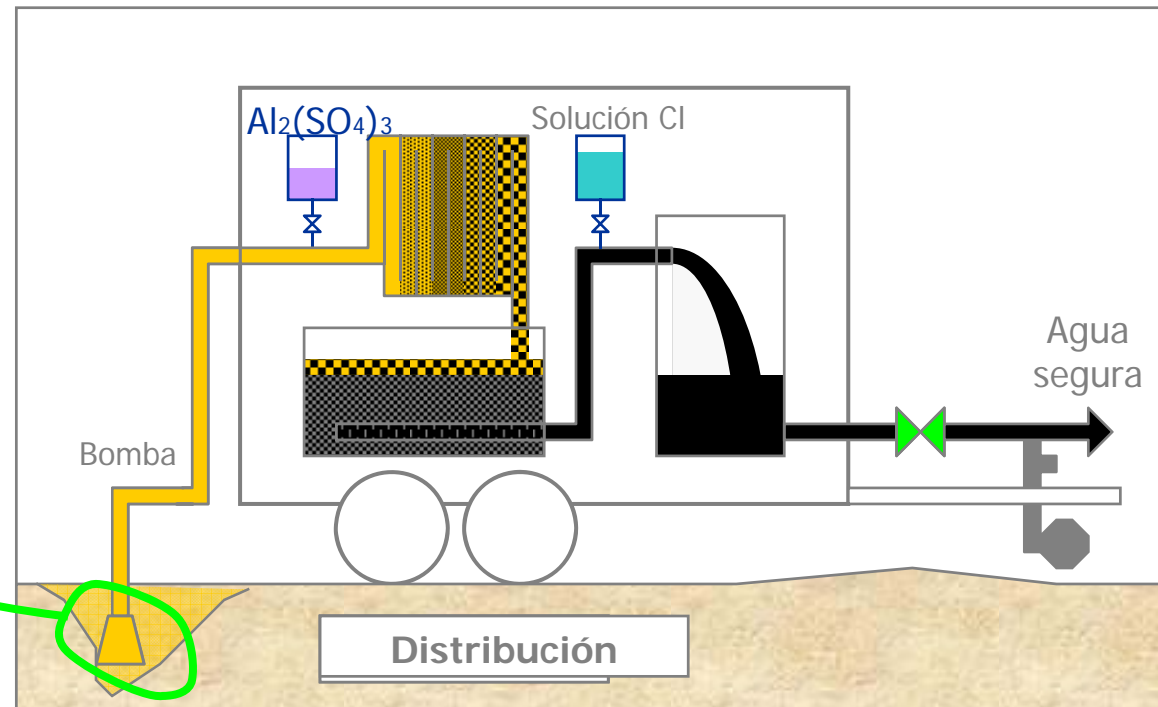 Al2(SO4)3
Solución Cl
Agua
segura
Bomba
Distribución